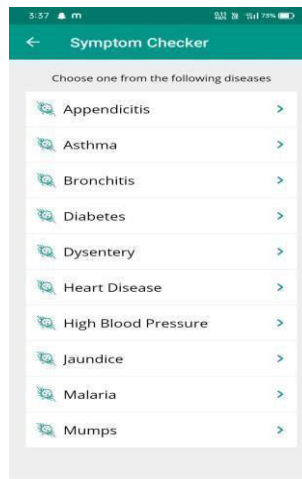 3:37 m 75%
Symptom Checker
Choose one from the following diseases
Appendicitis
Asthma
Bronchitis
Diabetes
Dysentery
Heart Disease
High Blood Pressure
Jaundice
Malaria
Mumps